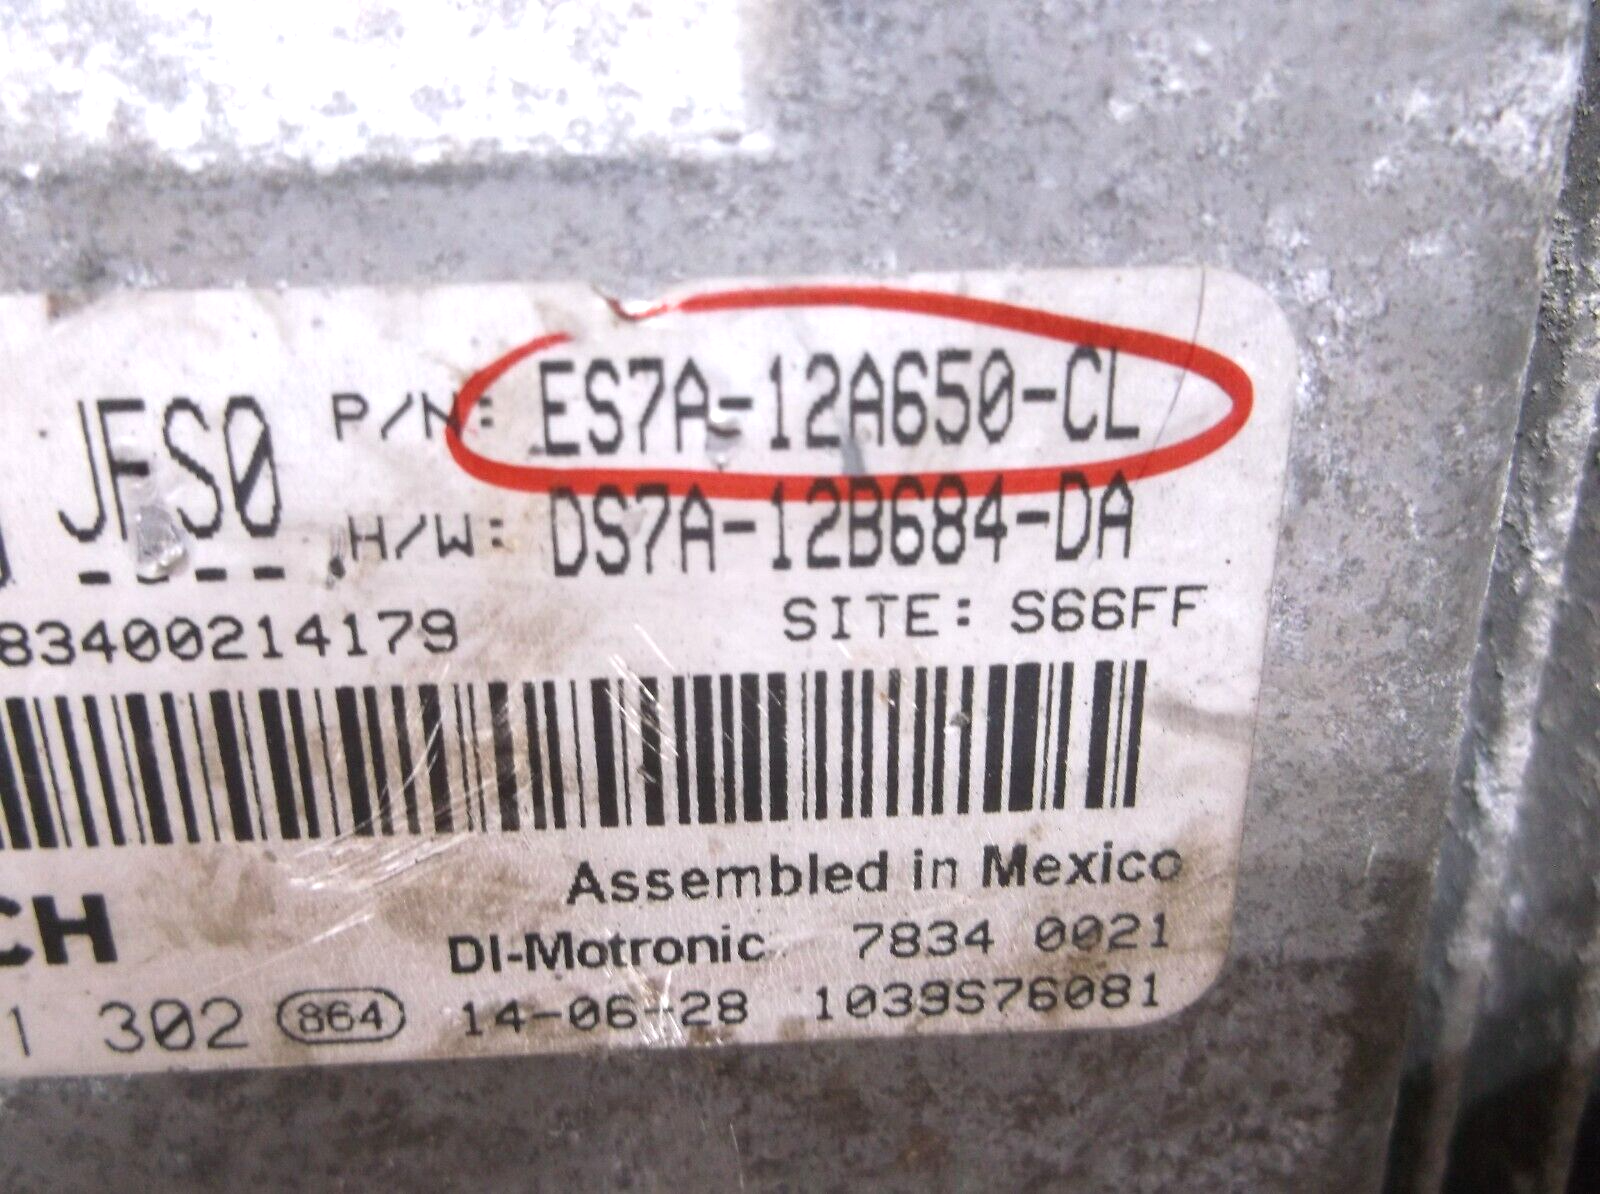 JFS0 P/N: ES7A-12A650-CL
H/W: DS7A-12B684-DA
83400214179 SITE: S66FF
CH Assembled in Mexico
DI-Motronic 7834 0021
1 302 864 14-06-28 1039S76081